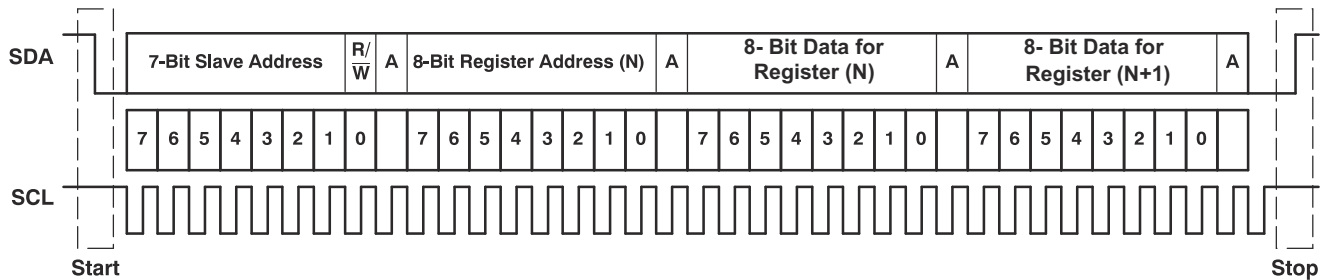 SDA
7-Bit Slave Address
R/
W
A
8-Bit Register Address (N)
A
8- Bit Data for
Register (N)
A
8- Bit Data for
Register (N+1)
A
7 6 5 4 3 2 1 0 7 6 5 4 3 2 1 0 7 6 5 4 3 2 1 0 7 6 5 4 3 2 1 0
SCL
Start
Stop